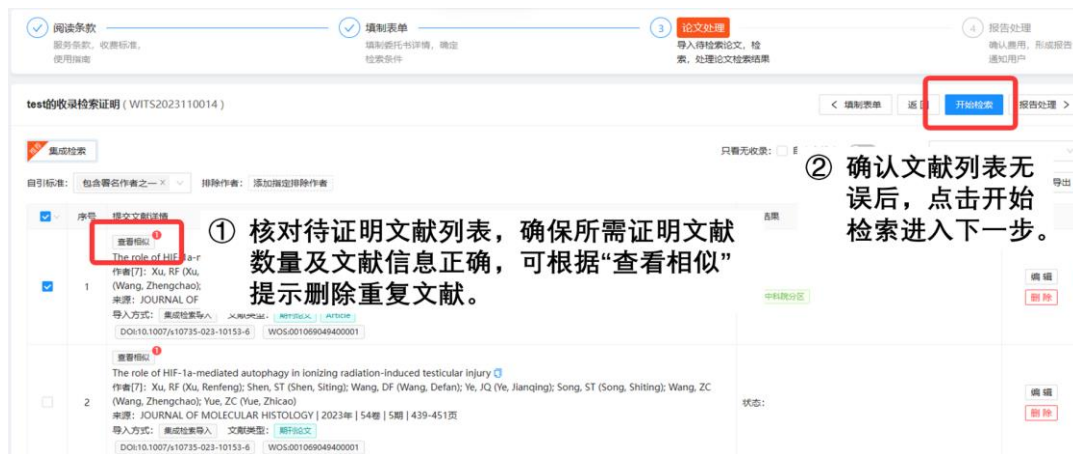 阅读条款
服务条款，收费标准，
使用指南
填制表单
填制委托书详情，确定
检索条件
3 论文处理
导入待检索论文，检
索，处理论文检索结果
4 报告处理
确认费用，形成报告
通知用户
test的收录检索证明 ( WITS2023110014 )
< 填制表单
返
开始检索
报告处理 >
集成检索
只看无收录：
自引标准： 包含署名作者之一 × 排除作者： 添加指定排除作者
导出
序号 提交文献详情
① 核对待证明文献列表，确保所需证明文献
数量及文献信息正确，可根据“查看相似”
提示删除重复文献。
② 确认文献列表无
误后，点击开始
检索进入下一步。
查看相似 1
The role of HIF-1a-
1 作者[7]：Xu, RF (Xu,
(Wang, Zhengchao);
来源：JOURNAL OF
导入方式： 集成检索导入 文献类型： 期刊论文 Article
DOI:10.1007/s10735-023-10153-6 WOS:001069049400001
中科院分区
编辑
删除
查看相似 1
The role of HIF-1a-mediated autophagy in ionizing radiation-induced testicular injury
作者[7]：Xu, RF (Xu, Renfeng); Shen, ST (Shen, Siting); Wang, DF (Wang, Defan); Ye, JQ (Ye, Jianqing); Song, ST (Song, Shiting); Wang, ZC
2 (Wang, Zhengchao); Yue, ZC (Yue, Zhicao)
来源：JOURNAL OF MOLECULAR HISTOLOGY | 2023年 | 54卷 | 5期 | 439-451页
导入方式： 集成检索导入 文献类型： 期刊论文
DOI:10.1007/s10735-023-10153-6 WOS:001069049400001
状态：
编辑
删除